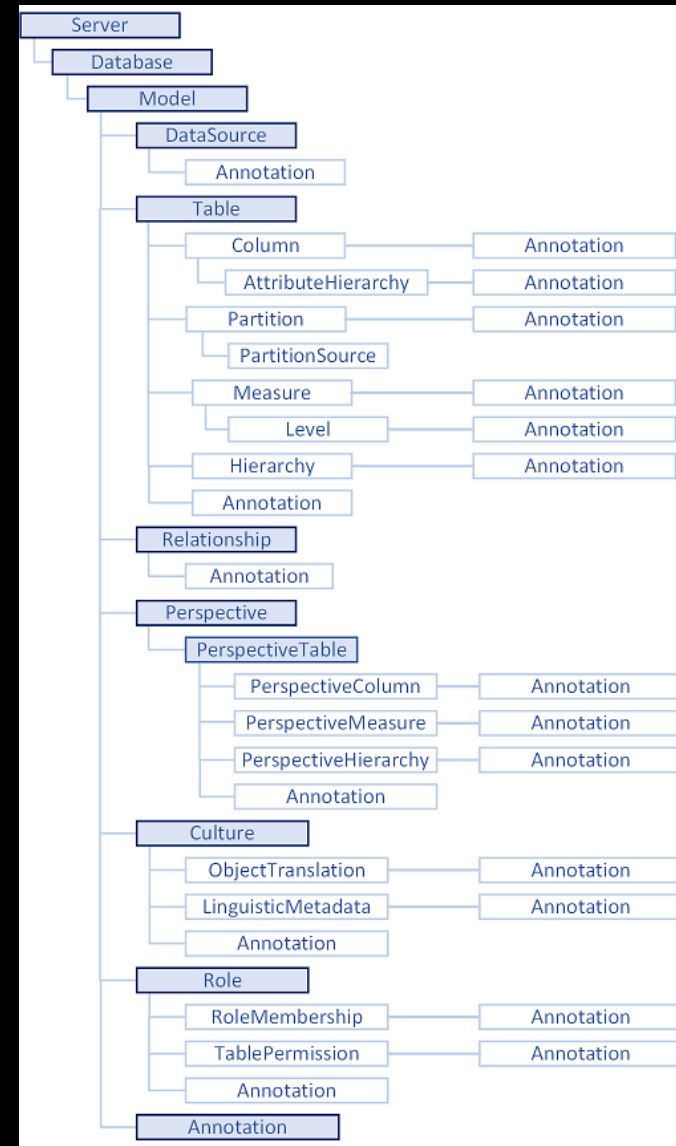 Server
Database
Model
DataSource
Annotation
Table
Column Annotation
AttributeHierarchy Annotation
Partition Annotation
PartitionSource
Measure Annotation
Level Annotation
Hierarchy Annotation
Annotation
Relationship
Annotation
Perspective
PerspectiveTable
PerspectiveColumn Annotation
PerspectiveMeasure Annotation
PerspectiveHierarchy Annotation
Annotation
Culture
ObjectTranslation Annotation
LinguisticMetadata Annotation
Annotation
Role
RoleMembership Annotation
TablePermission Annotation
Annotation
Annotation